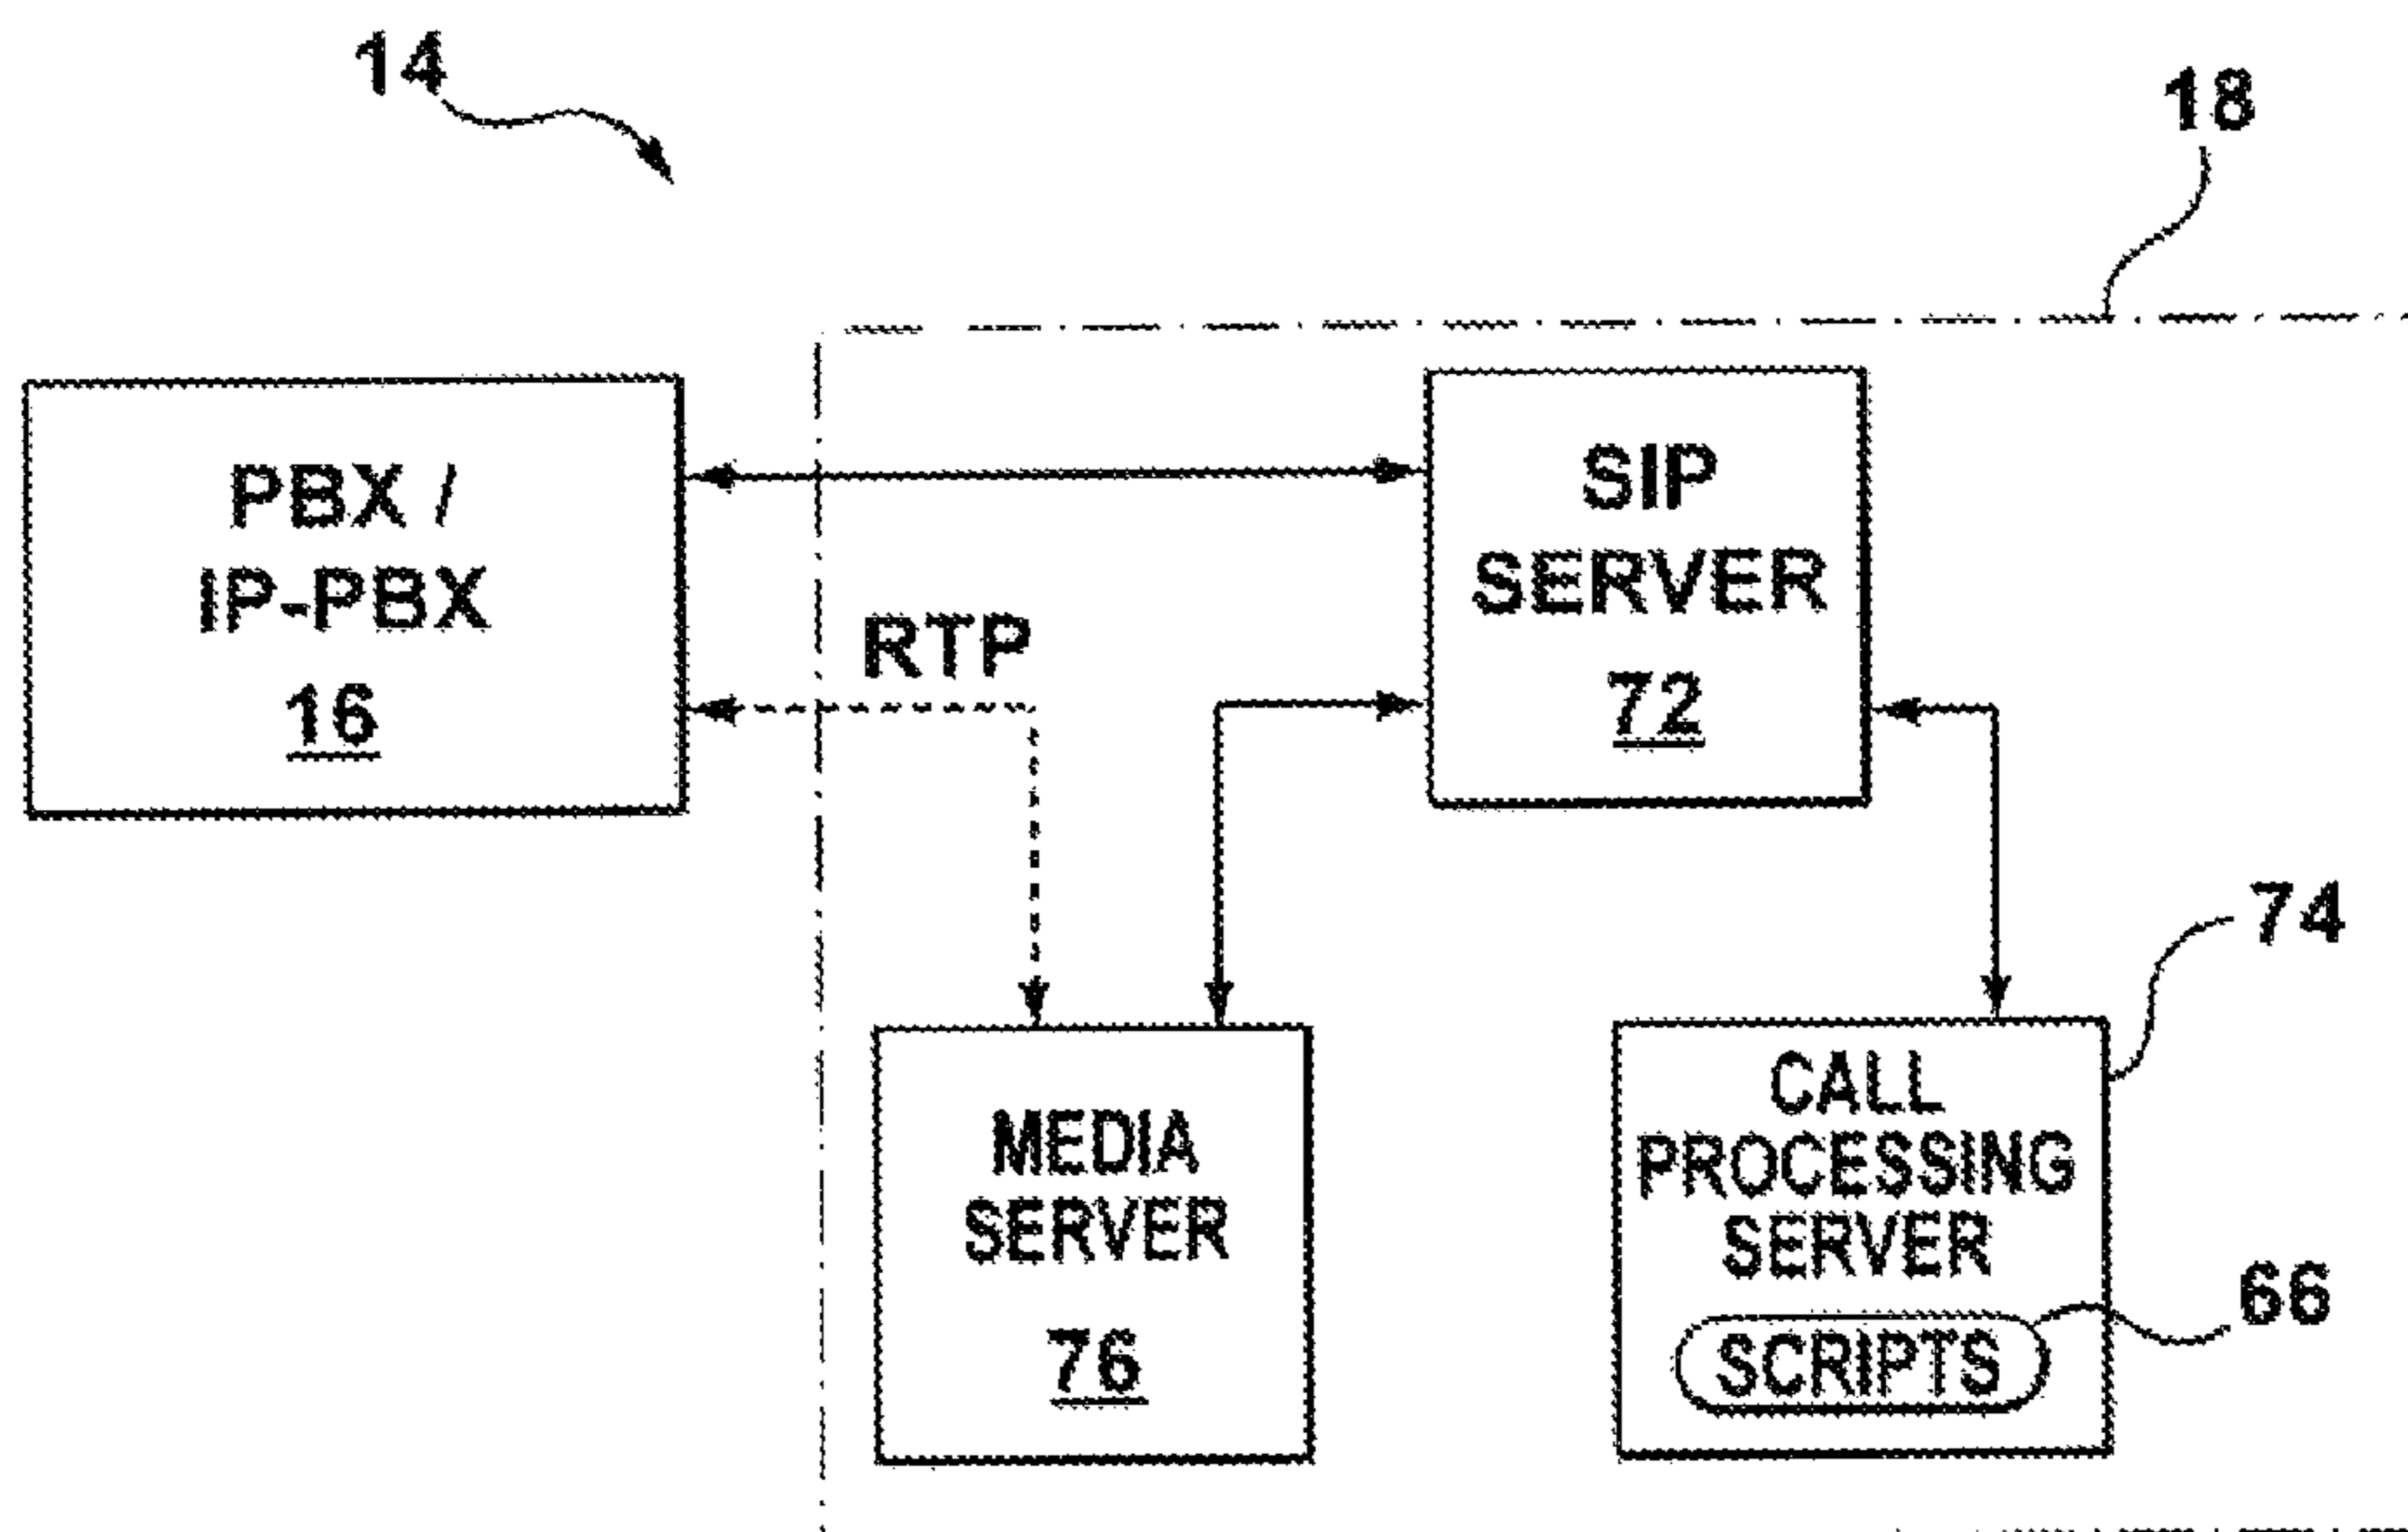 14
18
PBX /
IP-PBX
16
RTP
SIP
SERVER
72
74
MEDIA
SERVER
76
CALL
PROCESSING
SERVER
66
SCRIPTS